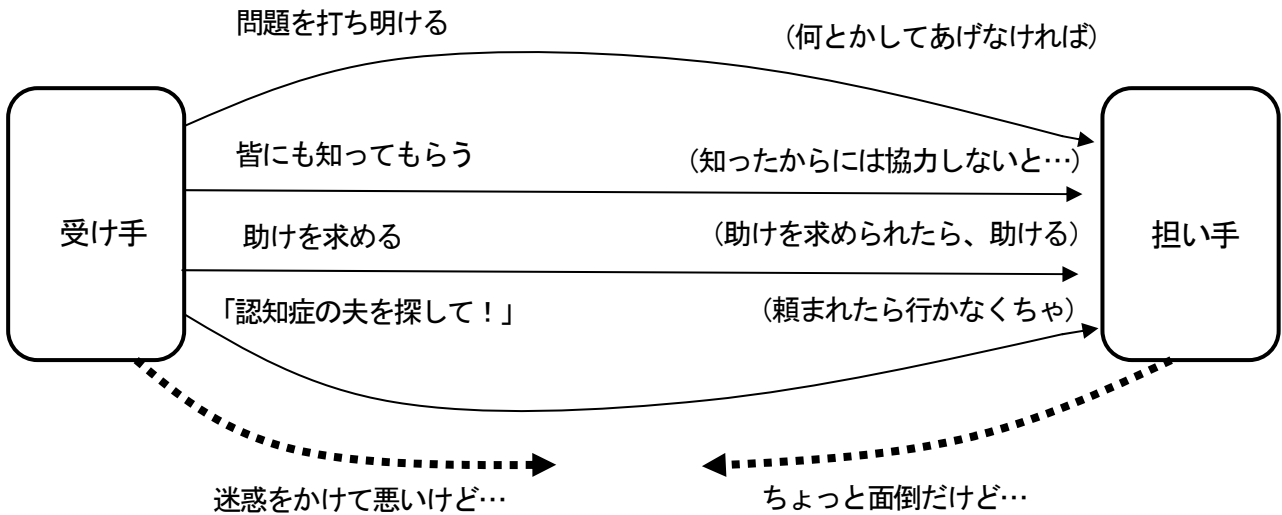 問題を打ち明ける
（何とかしてあげなければ）
皆にも知ってもらう
（知ったからには協力しないと…）
受け手
助けを求める
（助けを求められたら、助ける）
担い手
「認知症の夫を探して！」
（頼まれたら行かなくちゃ）
迷惑をかけて悪いけど…
ちょっと面倒だけど…